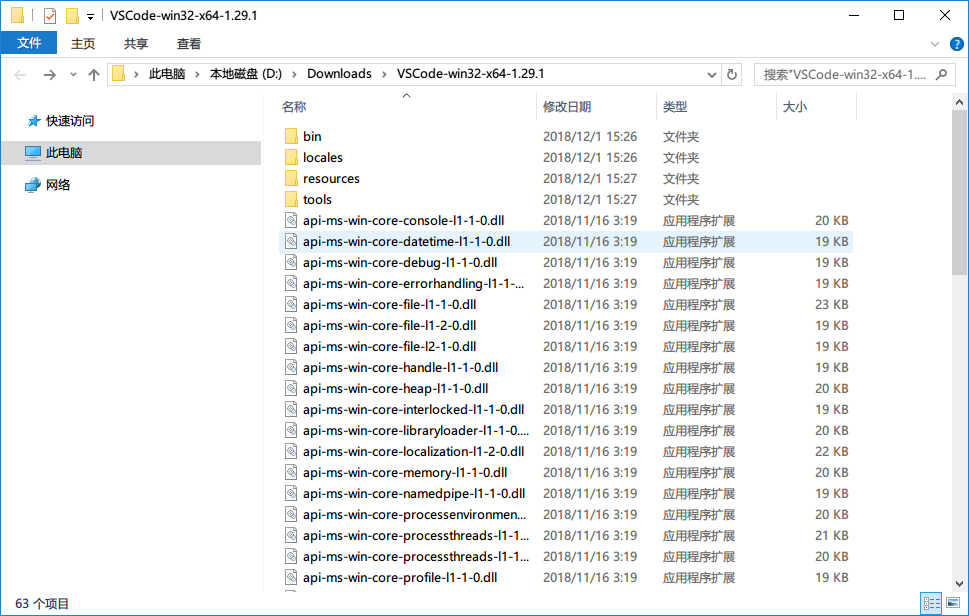 VSCode-win32-x64-1.29.1
文件 主页 共享 查看
此电脑 › 本地磁盘 (D:) › Downloads › VSCode-win32-x64-1.29.1 搜索"VSCode-win32-x64-1....
快速访问
此电脑
网络
名称 修改日期 类型 大小
bin 2018/12/1 15:26 文件夹
locales 2018/12/1 15:26 文件夹
resources 2018/12/1 15:27 文件夹
tools 2018/12/1 15:27 文件夹
api-ms-win-core-console-l1-1-0.dll 2018/11/16 3:19 应用程序扩展 20 KB
api-ms-win-core-datetime-l1-1-0.dll 2018/11/16 3:19 应用程序扩展 19 KB
api-ms-win-core-debug-l1-1-0.dll 2018/11/16 3:19 应用程序扩展 19 KB
api-ms-win-core-errorhandling-l1-1-... 2018/11/16 3:19 应用程序扩展 19 KB
api-ms-win-core-file-l1-1-0.dll 2018/11/16 3:19 应用程序扩展 23 KB
api-ms-win-core-file-l1-2-0.dll 2018/11/16 3:19 应用程序扩展 19 KB
api-ms-win-core-file-l2-1-0.dll 2018/11/16 3:19 应用程序扩展 19 KB
api-ms-win-core-handle-l1-1-0.dll 2018/11/16 3:19 应用程序扩展 19 KB
api-ms-win-core-heap-l1-1-0.dll 2018/11/16 3:19 应用程序扩展 20 KB
api-ms-win-core-interlocked-l1-1-0.dll 2018/11/16 3:19 应用程序扩展 19 KB
api-ms-win-core-libraryloader-l1-1-0.... 2018/11/16 3:19 应用程序扩展 20 KB
api-ms-win-core-localization-l1-2-0.dll 2018/11/16 3:19 应用程序扩展 22 KB
api-ms-win-core-memory-l1-1-0.dll 2018/11/16 3:19 应用程序扩展 20 KB
api-ms-win-core-namedpipe-l1-1-0.dll 2018/11/16 3:19 应用程序扩展 19 KB
api-ms-win-core-processenvironmen... 2018/11/16 3:19 应用程序扩展 20 KB
api-ms-win-core-processthreads-l1-1... 2018/11/16 3:19 应用程序扩展 21 KB
api-ms-win-core-processthreads-l1-1... 2018/11/16 3:19 应用程序扩展 20 KB
api-ms-win-core-profile-l1-1-0.dll 2018/11/16 3:19 应用程序扩展 19 KB
63 个项目